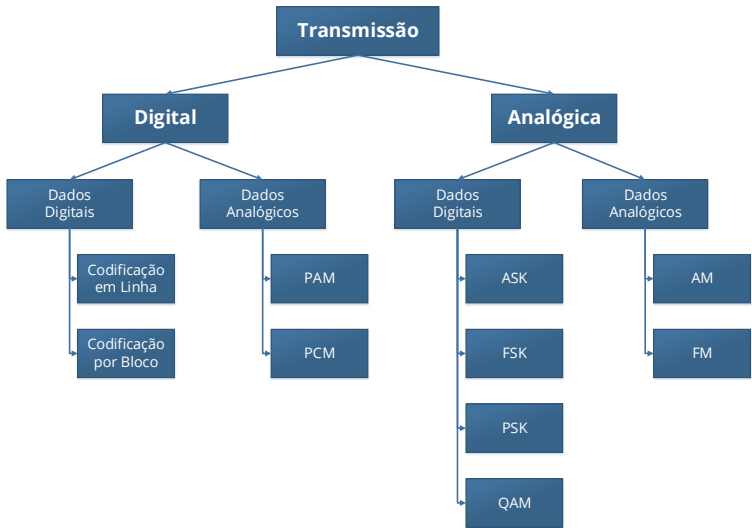 Transmissão
Digital
Analógica
Dados
Digitais
Dados
Analógicos
Dados
Digitais
Dados
Analógicos
Codificação
em Linha
PAM
ASK
AM
Codificação
por Bloco
PCM
FSK
FM
PSK
QAM